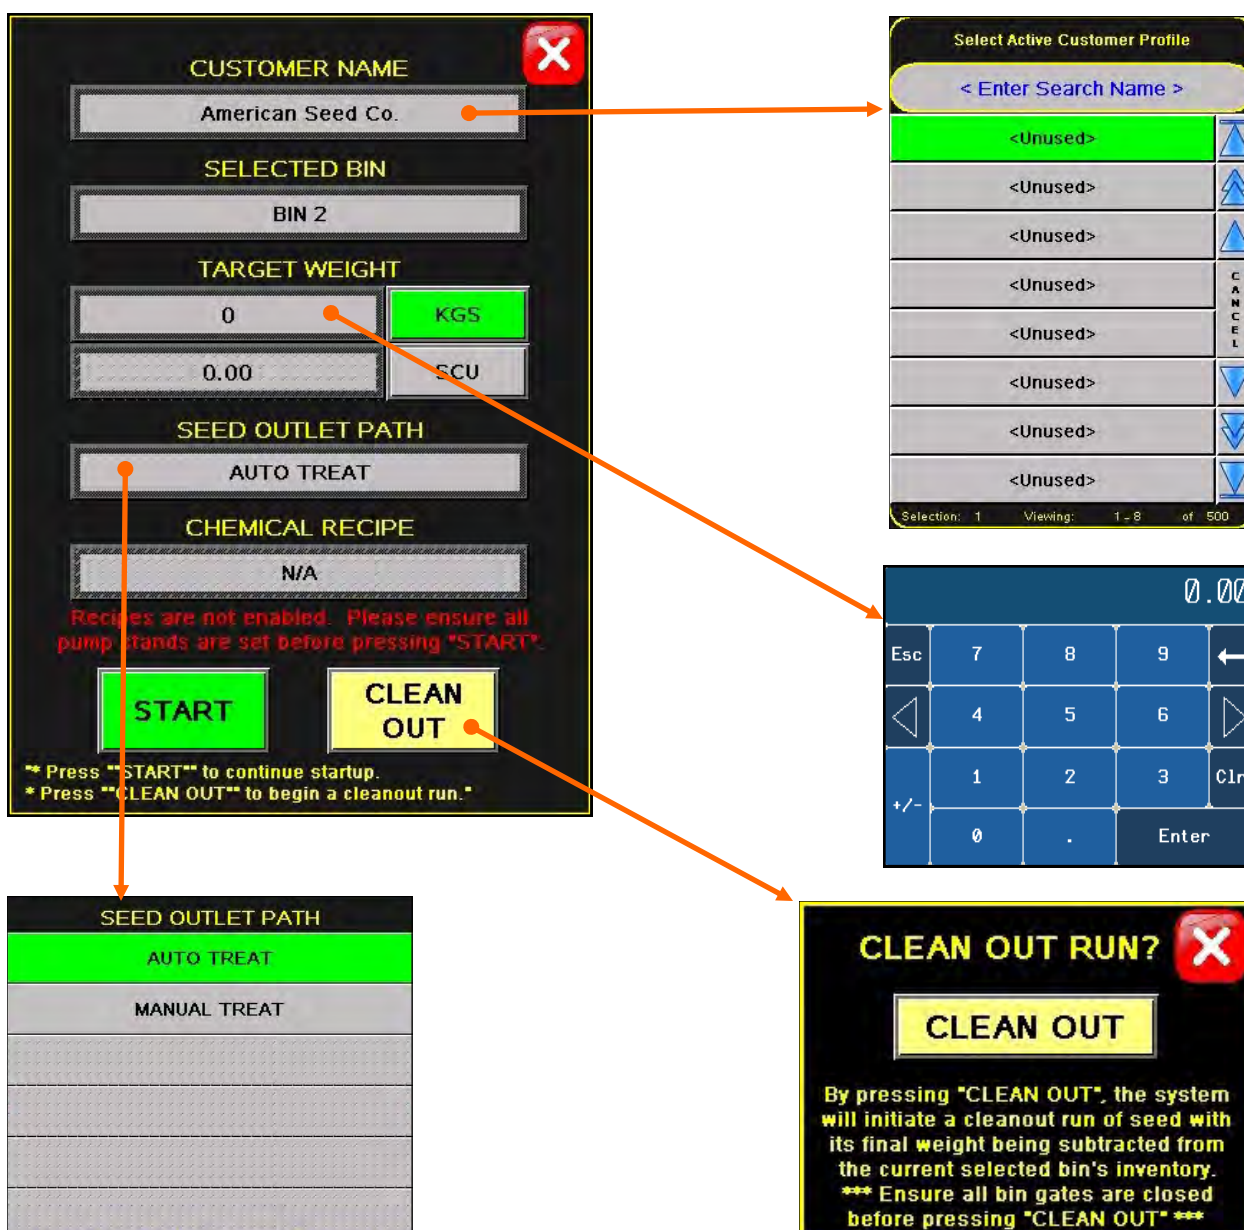 CUSTOMER NAME
American Seed Co.
SELECTED BIN
BIN 2
TARGET WEIGHT
0
KGS
0.00
SCU
SEED OUTLET PATH
AUTO TREAT
CHEMICAL RECIPE
N/A
Recipes are not enabled. Please ensure all
pump stands are set before pressing "START".
START
CLEAN
OUT
"* Press ""START"" to continue startup.
* Press ""CLEAN OUT"" to begin a cleanout run."
Select Active Customer Profile
< Enter Search Name >
<Unused>
<Unused>
<Unused>
<Unused>
<Unused>
<Unused>
<Unused>
<Unused>
CANCEL
Selection: 1 Viewing: 1 - 8 of 500
0.00
Esc 7 8 9
4 5 6
1 2 3 Clr
+/-
0 . Enter
SEED OUTLET PATH
AUTO TREAT
MANUAL TREAT
CLEAN OUT RUN?
CLEAN OUT
By pressing "CLEAN OUT", the system
will initiate a cleanout run of seed with
its final weight being subtracted from
the current selected bin's inventory.
*** Ensure all bin gates are closed
before pressing "CLEAN OUT" ***